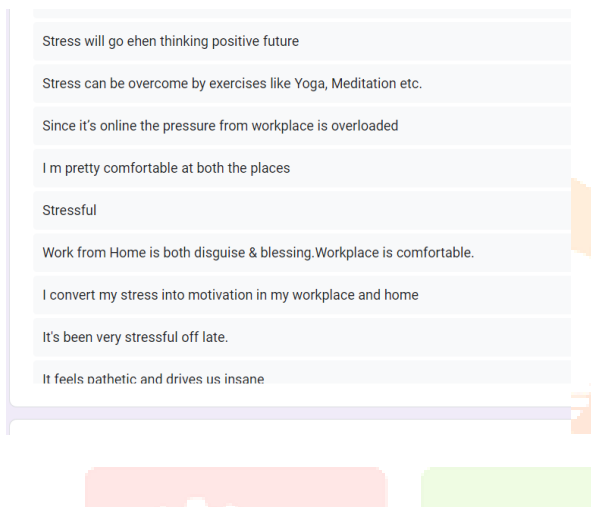 Stress will go ehen thinking positive future
Stress can be overcome by exercises like Yoga, Meditation etc.
Since it's online the pressure from workplace is overloaded
I m pretty comfortable at both the places
Stressful
Work from Home is both disguise & blessing.Workplace is comfortable.
I convert my stress into motivation in my workplace and home
It's been very stressful off late.
It feels pathetic and drives us insane